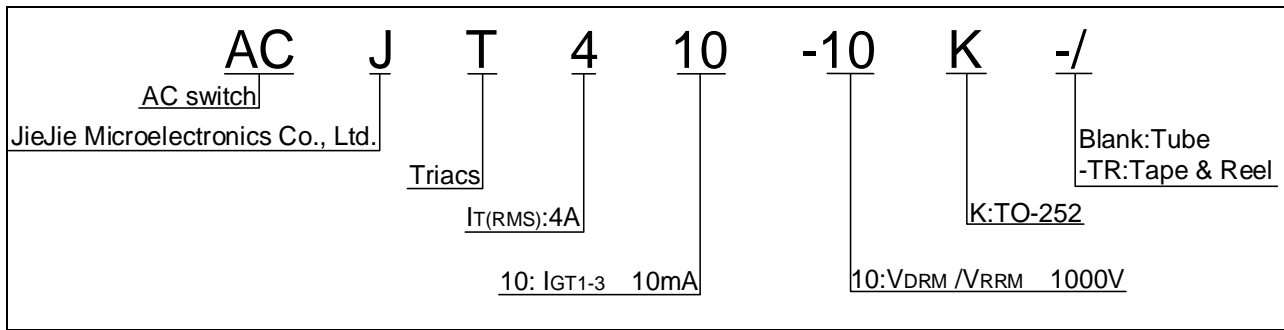 AC J T 4 10 -10 K -/
AC switch
JieJie Microelectronics Co., Ltd.
Blank:Tube
Triacs
-TR:Tape & Reel
IT(RMS):4A
K:TO-252
10: IGT1-3 10mA
10:VDRM /VRRM 1000V